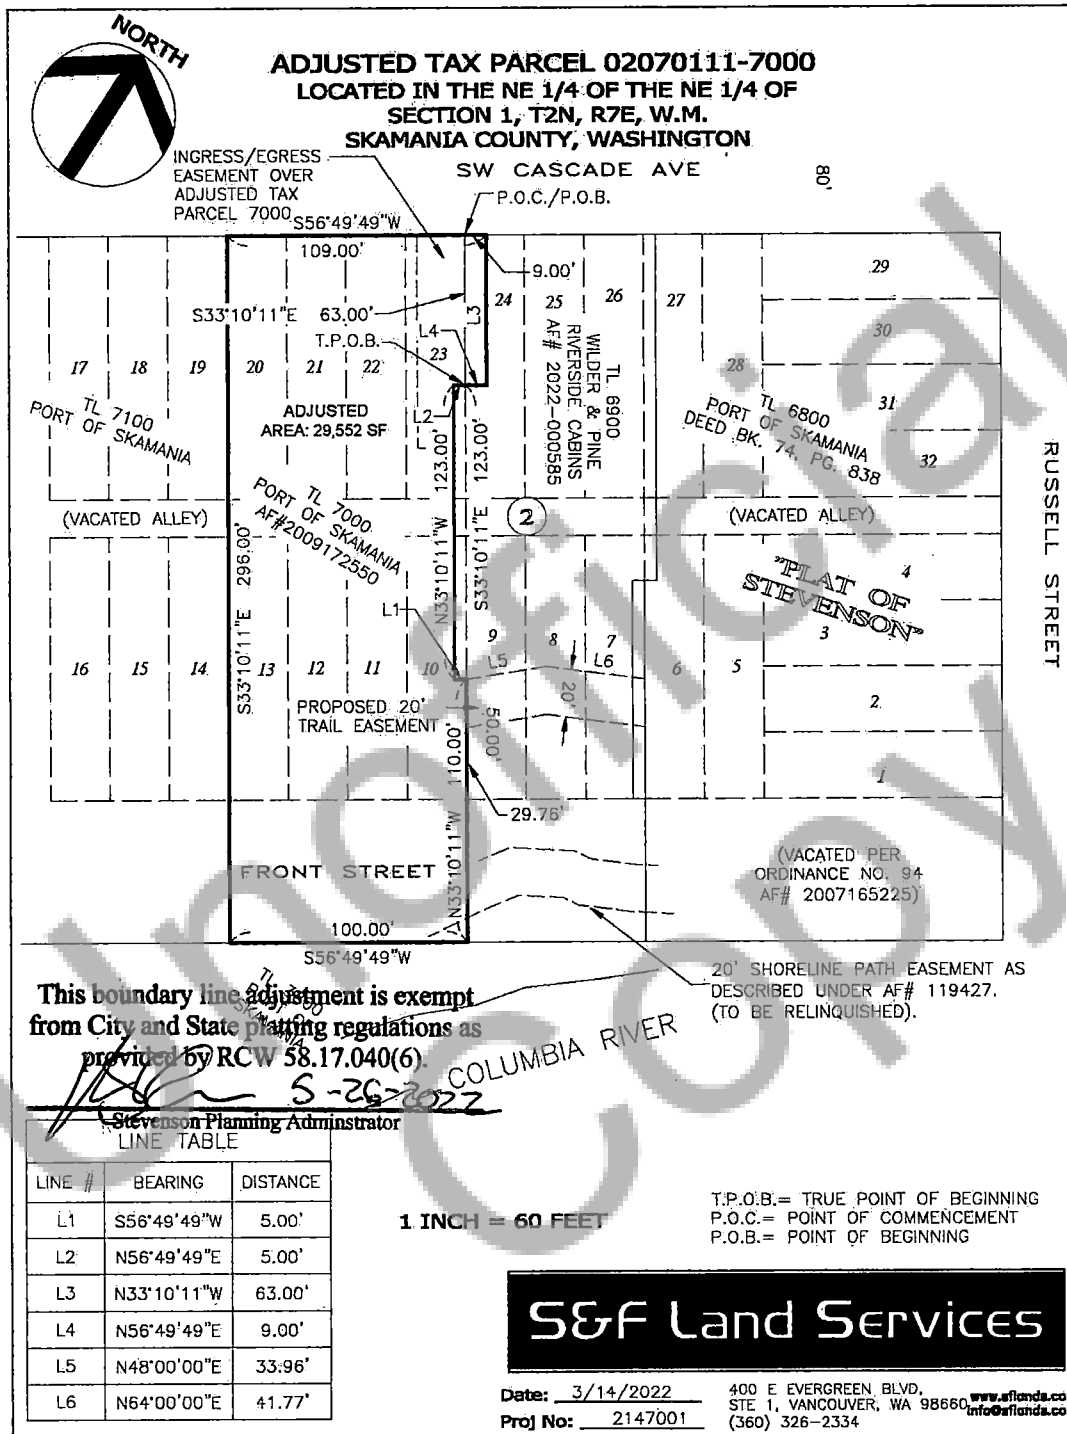 NORTH
ADJUSTED TAX PARCEL 02070111-7000
LOCATED IN THE NE 1/4 OF THE NE 1/4 OF
SECTION 1, T2N, R7E, W.M.
SKAMANIA COUNTY, WASHINGTON
INGRESS/EGRESS
EASEMENT OVER
ADJUSTED TAX
PARCEL 7000
SW CASCADE AVE
P.O.C./P.O.B.
80'
S56°49'49"W
109.00'
9.00'
S33°10'11"E 63.00'
T.P.O.B.
L4
L3
L2
17
18
19
20
21
22
23
24
25
26
27
28
29
30
31
32
TL 7100
PORT OF SKAMANIA
ADJUSTED
AREA: 29,552 SF
TL 6900
WILDER & PINE
RIVERSIDE CABINS
AF# 2022-000585
TL 6800
PORT OF SKAMANIA
DEED BK. 74, PG. 838
RUSSELL STREET
N33°10'11"W 123.00'
S33°10'11"E 123.00'
(VACATED ALLEY)
TL 7000
PORT OF SKAMANIA
AF#2009172550
2
(VACATED ALLEY)
"PLAT OF
STEVENSON"
S33°10'11"E 296.00'
L1
16
15
14
13
12
11
10
9
8
7
6
5
4
3
2
1
L5
L6
20'
PROPOSED 20'
TRAIL EASEMENT
50.00'
N33°10'11"W 110.00'
29.76'
FRONT STREET
(VACATED PER
ORDINANCE NO. 94
AF# 2007165225)
100.00'
S56°49'49"W
20' SHORELINE PATH EASEMENT AS
DESCRIBED UNDER AF# 119427.
(TO BE RELINQUISHED).
SKAMANIA
COLUMBIA RIVER
This boundary line adjustment is exempt
from City and State platting regulations as
provided by RCW 58.17.040(6).
5-26-2022
Stevenson Planning Adminstrator
LINE TABLE
LINE # BEARING DISTANCE
L1 S56°49'49"W 5.00'
L2 N56°49'49"E 5.00'
L3 N33°10'11"W 63.00'
L4 N56°49'49"E 9.00'
L5 N48°00'00"E 33.96'
L6 N64°00'00"E 41.77'
1 INCH = 60 FEET
T.P.O.B.= TRUE POINT OF BEGINNING
P.O.C.= POINT OF COMMENCEMENT
P.O.B.= POINT OF BEGINNING
S&F Land Services
Date: 3/14/2022
Proj No: 2147001
400 E EVERGREEN BLVD,
STE 1, VANCOUVER, WA 98660
(360) 326-2334
www.sflands.co
info@sflands.co
Unofficial
Copy